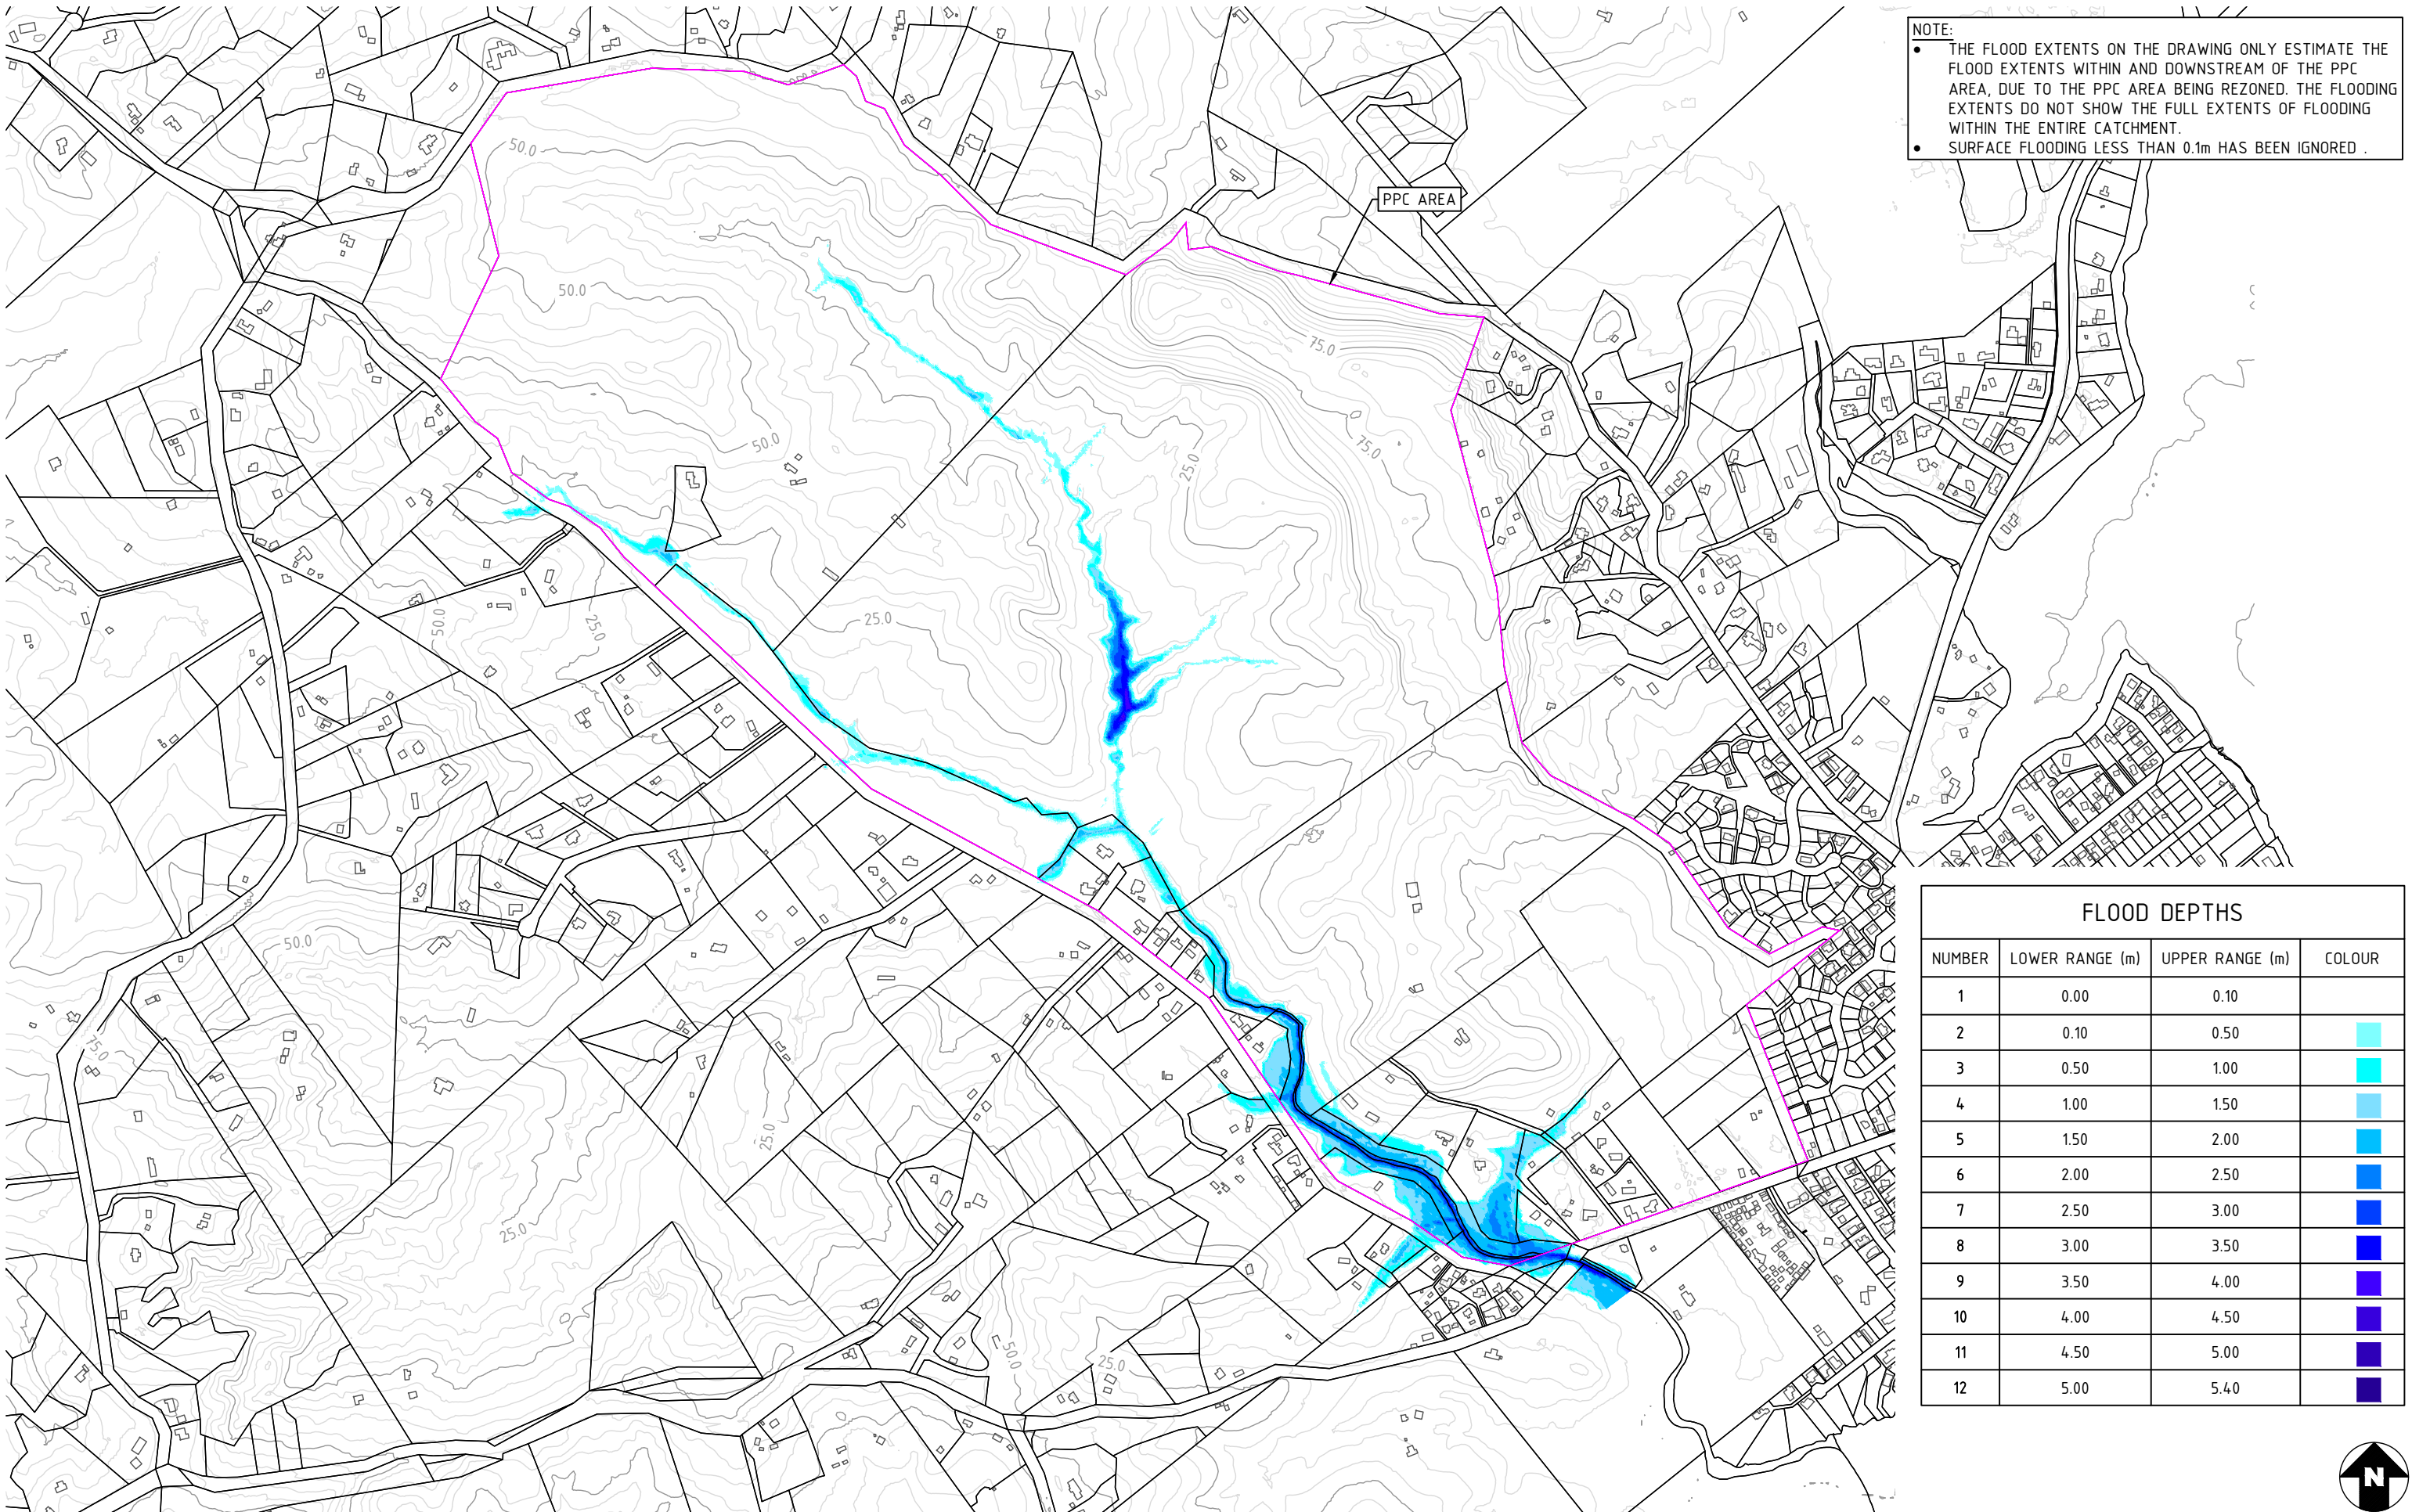 NOTE:
• THE FLOOD EXTENTS ON THE DRAWING ONLY ESTIMATE THE
FLOOD EXTENTS WITHIN AND DOWNSTREAM OF THE PPC
AREA, DUE TO THE PPC AREA BEING REZONED. THE FLOODING
EXTENTS DO NOT SHOW THE FULL EXTENTS OF FLOODING
WITHIN THE ENTIRE CATCHMENT.
• SURFACE FLOODING LESS THAN 0.1m HAS BEEN IGNORED .
PPC AREA
50.0
50.0
75.0
50.0
75.0
25.0
25.0
50.0
25.0
50.0
75.0
25.0
25.0
50.0
25.0
FLOOD DEPTHS
NUMBER LOWER RANGE (m) UPPER RANGE (m) COLOUR
1 0.00 0.10
2 0.10 0.50
3 0.50 1.00
4 1.00 1.50
5 1.50 2.00
6 2.00 2.50
7 2.50 3.00
8 3.00 3.50
9 3.50 4.00
10 4.00 4.50
11 4.50 5.00
12 5.00 5.40
N